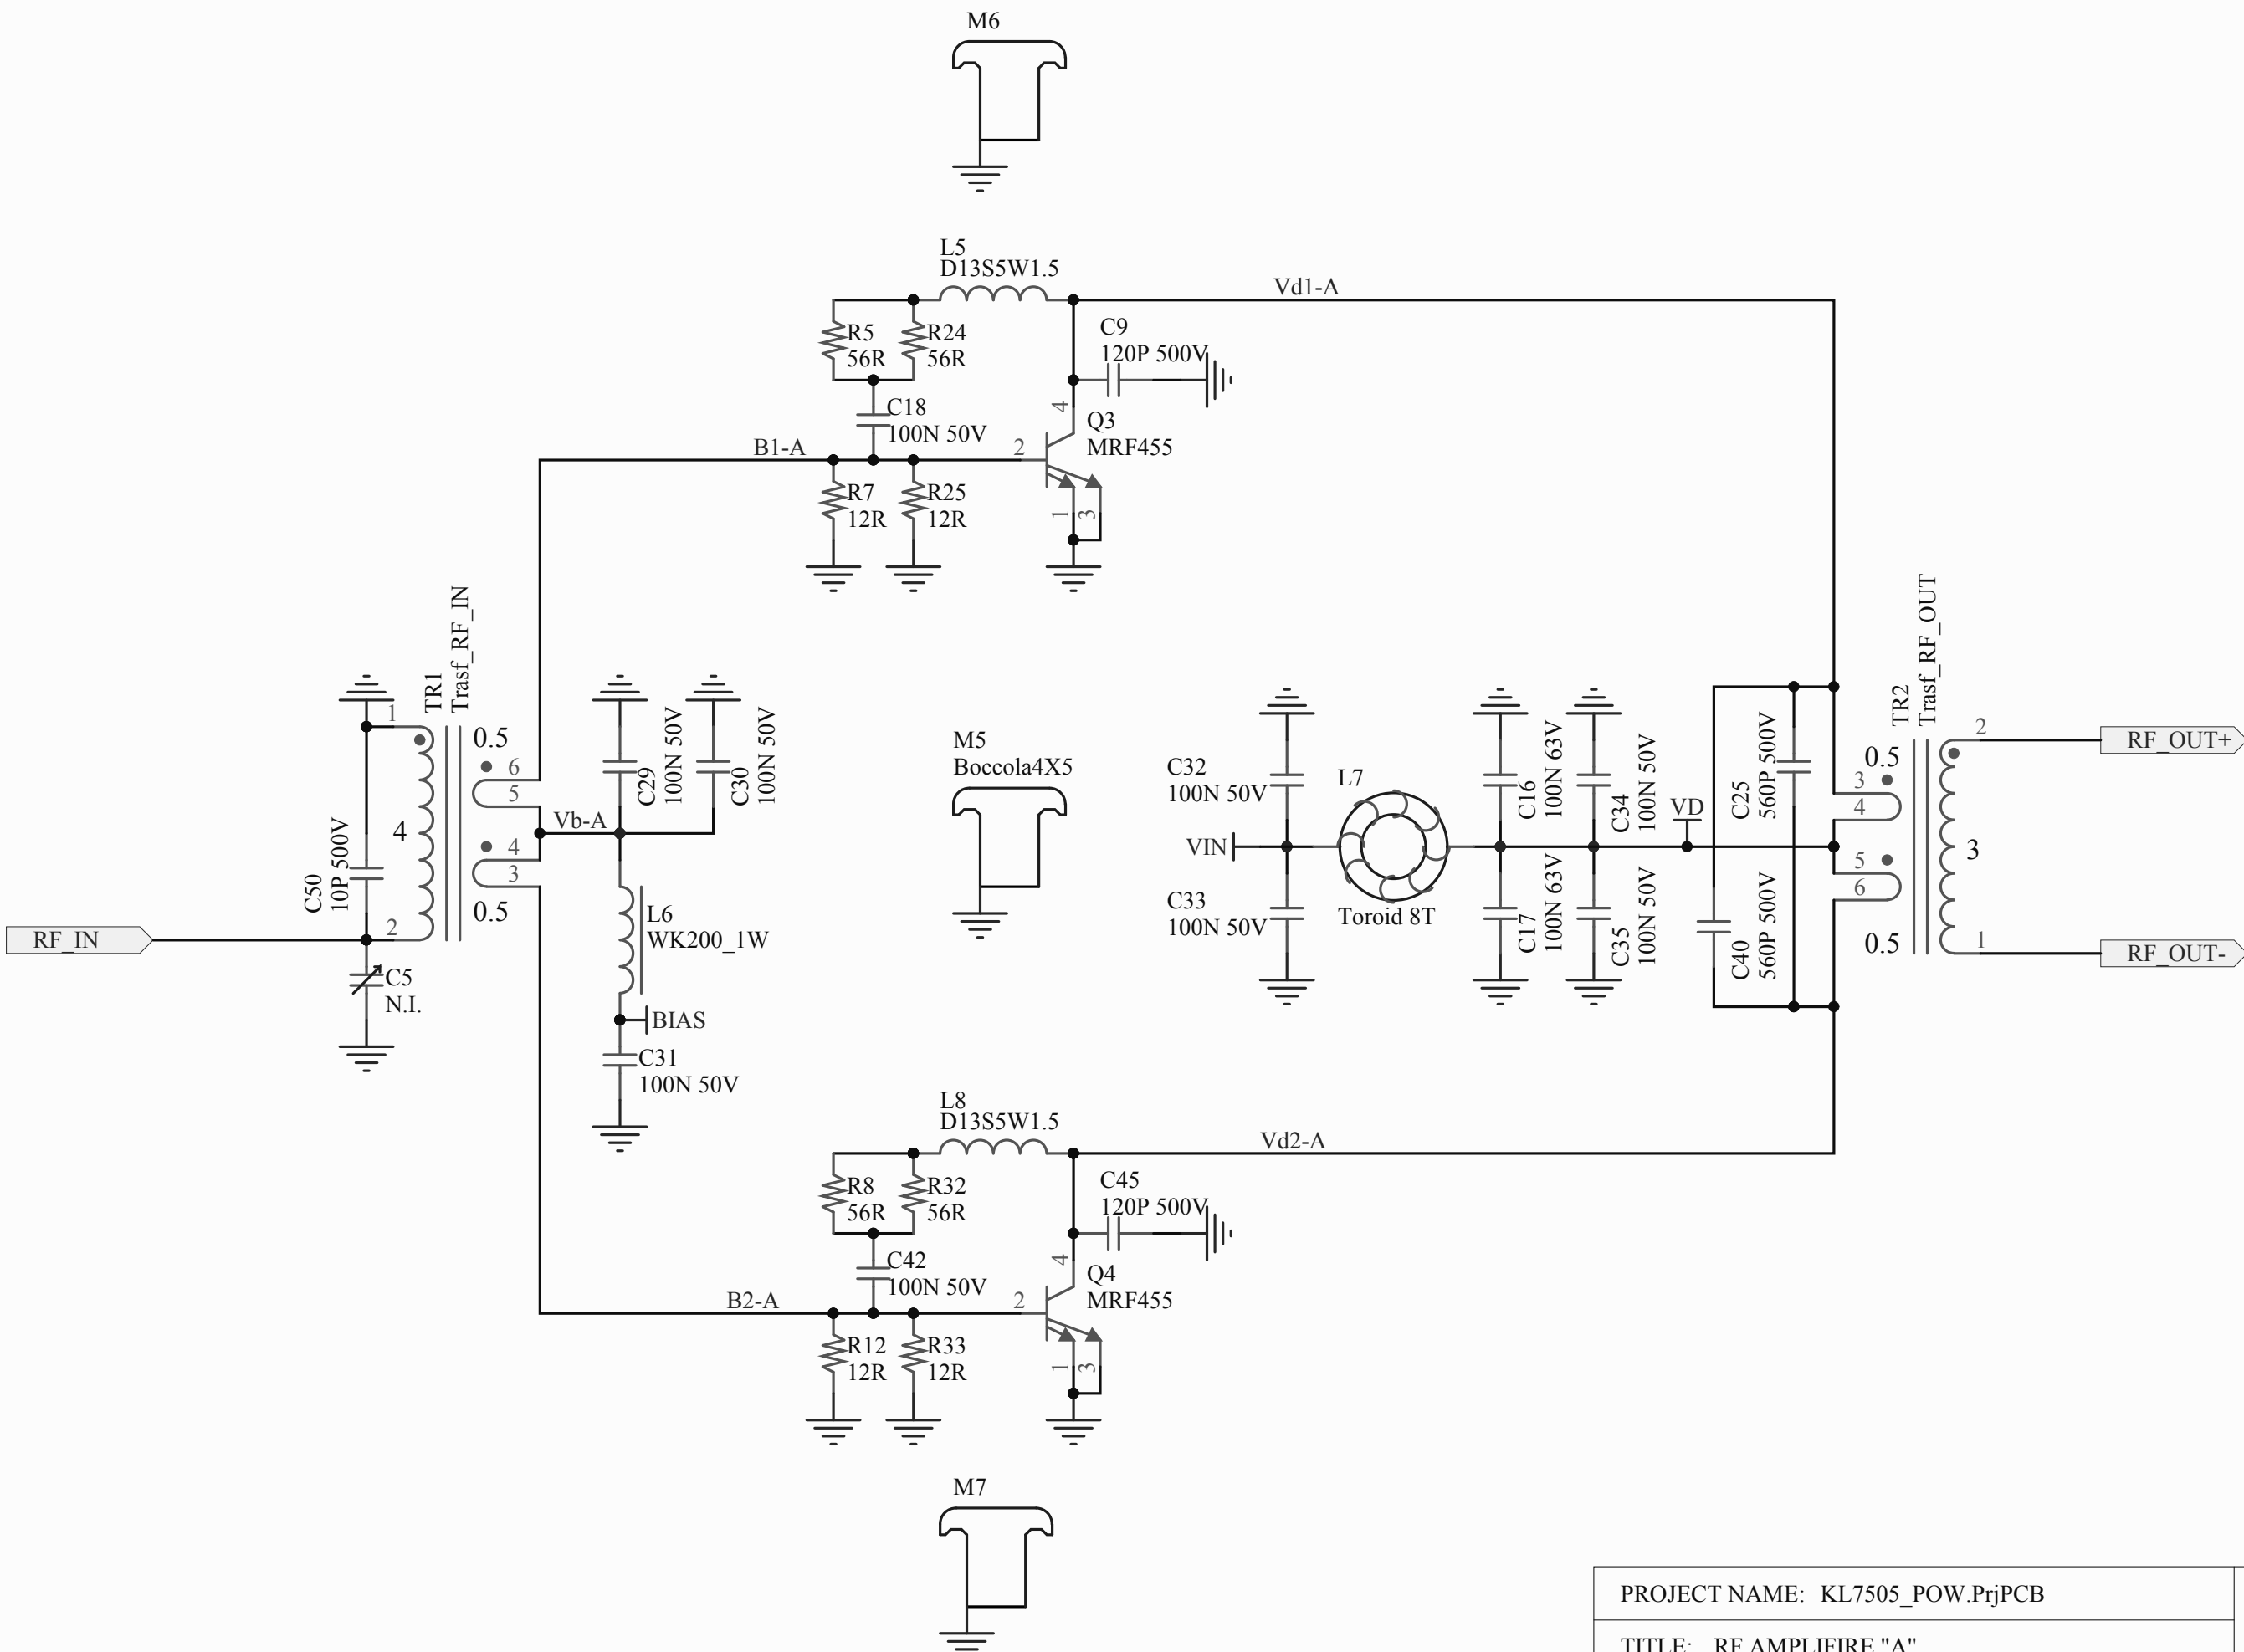 M6
L5
D13S5W1.5
Vd1-A
R5
56R
R24
56R
C9
120P 500V
4
C18
100N 50V
Q3
MRF455
B1-A
2
R7
12R
R25
12R
1
3
TR1
Trasf_RF_IN
1
0.5
6
5
4
4
3
0.5
2
C50
10P 500V
RF_IN
C5
N.I.
Vb-A
C29
100N 50V
C30
100N 50V
L6
WK200_1W
BIAS
C31
100N 50V
M5
Boccola4X5
C32
100N 50V
VIN
C33
100N 50V
L7
Toroid 8T
C16
100N 63V
C34
100N 50V
C17
100N 63V
C35
100N 50V
VD
C25
560P 500V
C40
560P 500V
TR2
Trasf_RF_OUT
0.5
3
4
5
6
0.5
3
2
RF_OUT+
1
RF_OUT-
L8
D13S5W1.5
Vd2-A
R8
56R
R32
56R
C45
120P 500V
4
C42
100N 50V
Q4
MRF455
B2-A
2
R12
12R
R33
12R
1
3
M7
PROJECT NAME: KL7505_POW.PrjPCB
TITLE: RF AMPLIFIRE "A"